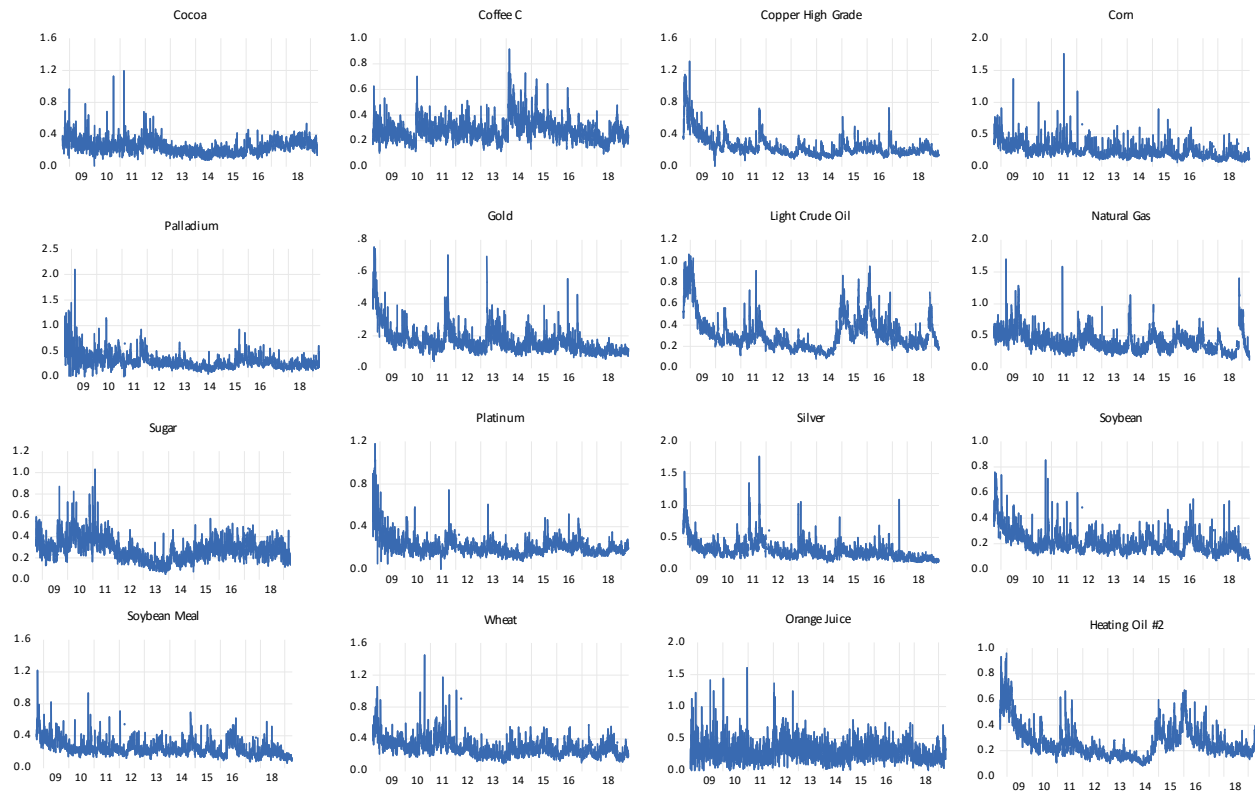 Cocoa
1.6
1.2
0.8
0.4
0.0
09 10 11 12 13 14 15 16 18
Coffee C
1.0
0.8
0.6
0.4
0.2
0.0
09 10 11 12 13 14 15 16 18
Copper High Grade
1.6
1.2
0.8
0.4
0.0
09 10 11 12 13 14 15 16 18
Corn
2.0
1.5
1.0
0.5
0.0
09 10 11 12 13 14 15 16 18
Palladium
2.5
2.0
1.5
1.0
0.5
0.0
09 10 11 12 13 14 15 16 18
Gold
.8
.6
.4
.2
.0
09 10 11 12 13 14 15 16 18
Light Crude Oil
1.2
1.0
0.8
0.6
0.4
0.2
0.0
09 10 11 12 13 14 15 16 18
Natural Gas
2.0
1.5
1.0
0.5
0.0
09 10 11 12 13 14 15 16 18
Sugar
1.2
1.0
0.8
0.6
0.4
0.2
0.0
09 10 11 12 13 14 15 16 18
Platinum
1.2
0.8
0.4
0.0
09 10 11 12 13 14 15 16 18
Silver
2.0
1.5
1.0
0.5
0.0
09 10 11 12 13 14 15 16 18
Soybean
1.0
0.8
0.6
0.4
0.2
0.0
09 10 11 12 13 14 15 16 18
Soybean Meal
1.6
1.2
0.8
0.4
0.0
09 10 11 12 13 14 15 16 18
Wheat
1.6
1.2
0.8
0.4
0.0
09 10 11 12 13 14 15 16 18
Orange Juice
2.0
1.5
1.0
0.5
0.0
09 10 11 12 13 14 15 16 18
Heating Oil #2
1.0
0.8
0.6
0.4
0.2
0.0
09 10 11 12 13 14 15 16 18